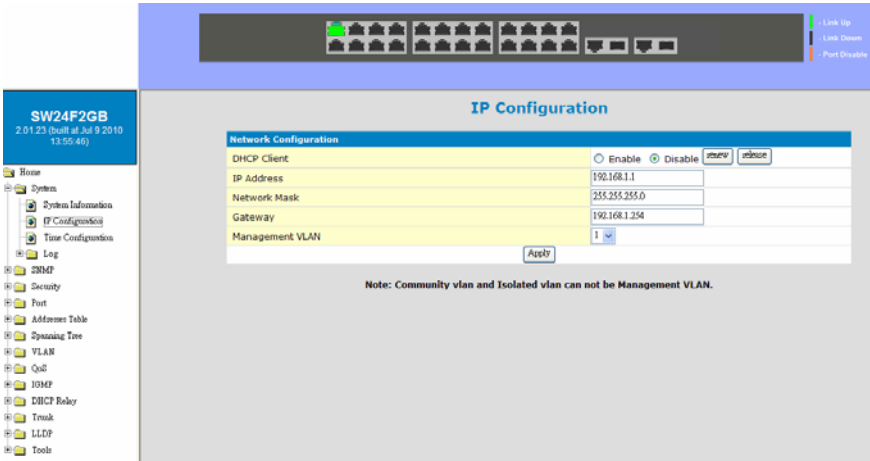 - Link Up
- Link Down
- Port Disable
SW24F2GB
2.01.23 (built at Jul 9 2010
13:55:46)
Home
System
System Information
IP Configuration
Time Configuration
Log
SNMP
Security
Port
Addresses Table
Spanning Tree
VLAN
QoS
IGMP
DHCP Relay
Trunk
LLDP
Tools
IP Configuration
Network Configuration
DHCP Client Enable Disable renew release
IP Address 192.168.1.1
Network Mask 255.255.255.0
Gateway 192.168.1.254
Management VLAN 1
Apply
Note: Community vlan and Isolated vlan can not be Management VLAN.